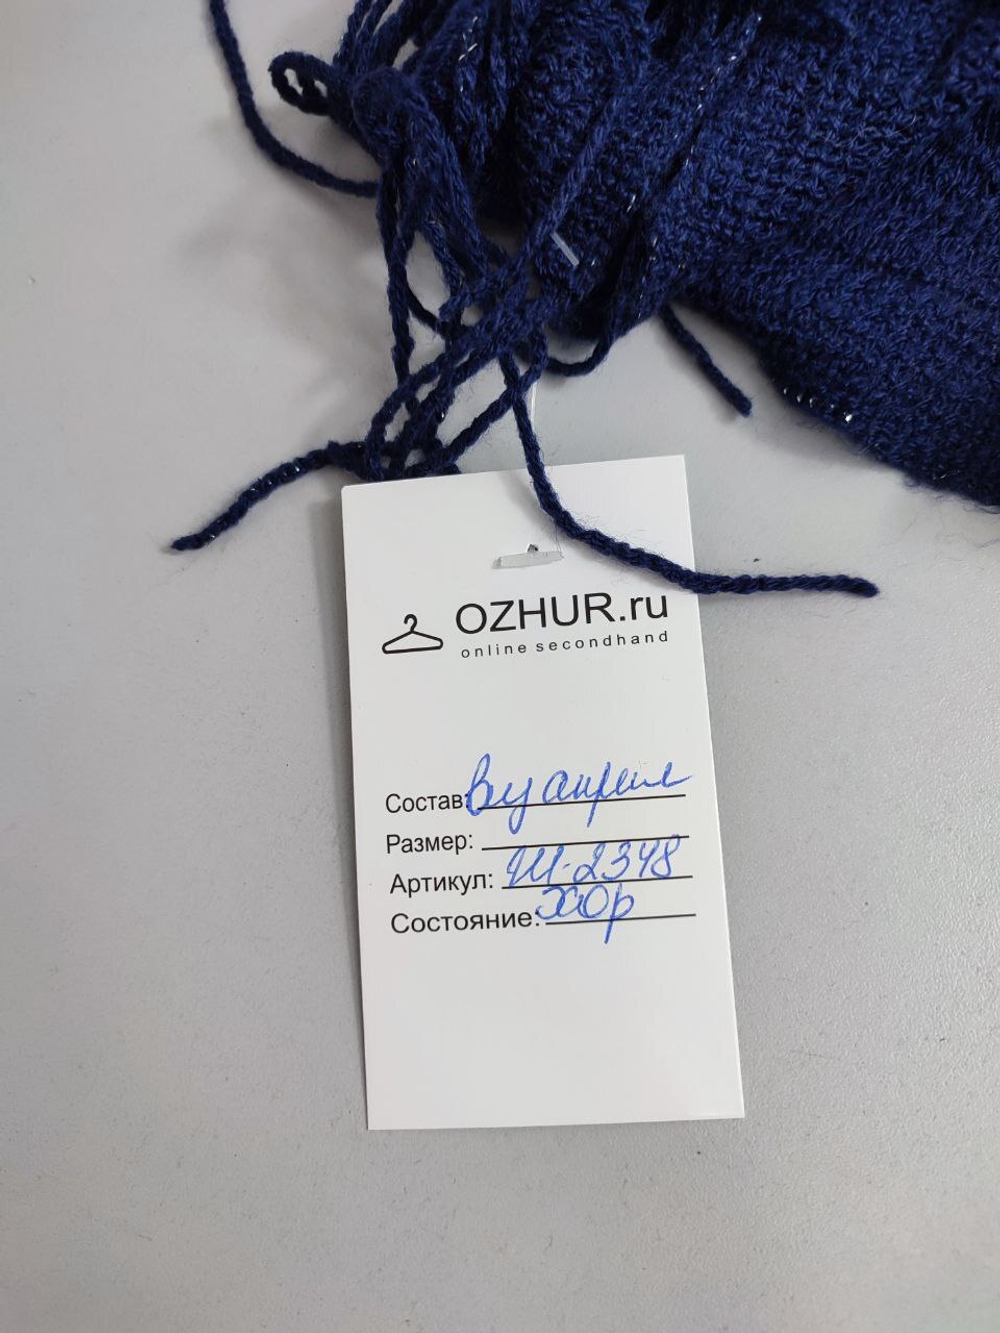 OZHUR.ru
online secondhand
Состав:
Размер:
Артикул: Ш-2348
Состояние: хор